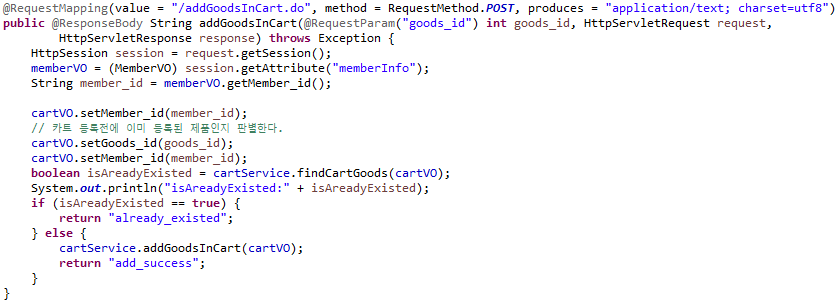 @RequestMapping(value = "/addGoodsInCart.do", method = RequestMethod.POST, produces = "application/text; charset=utf8")
public @ResponseBody String addGoodsInCart(@RequestParam("goods_id") int goods_id, HttpServletRequest request,
        HttpServletResponse response) throws Exception {
    HttpSession session = request.getSession();
    memberVO = (MemberVO) session.getAttribute("memberInfo");
    String member_id = memberVO.getMember_id();

    cartVO.setMember_id(member_id);
    // 카트 등록전에 이미 등록된 제품인지 판별한다.
    cartVO.setGoods_id(goods_id);
    cartVO.setMember_id(member_id);
    boolean isAreadyExisted = cartService.findCartGoods(cartVO);
    System.out.println("isAreadyExisted:" + isAreadyExisted);
    if (isAreadyExisted == true) {
        return "already_existed";
    } else {
        cartService.addGoodsInCart(cartVO);
        return "add_success";
    }
}